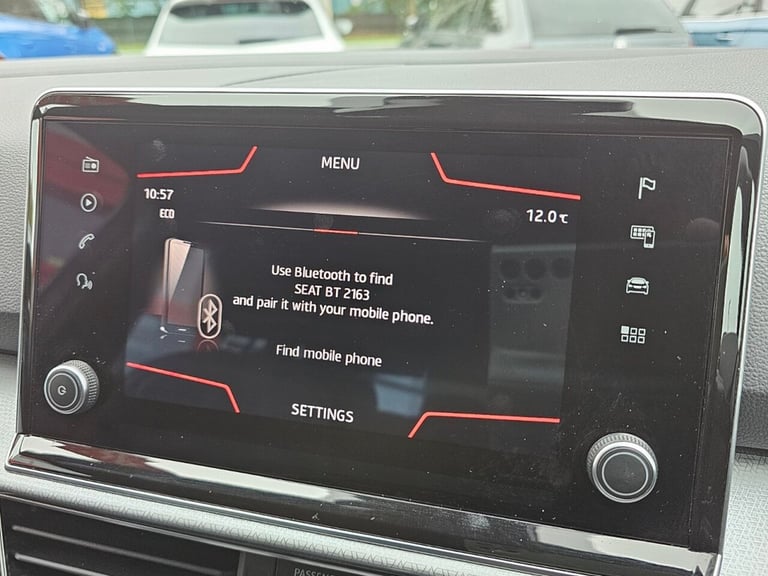 MENU
10:57
ECO
12.0 °C
Use Bluetooth to find
SEAT BT 2163
and pair it with your mobile phone.
Find mobile phone
SETTINGS